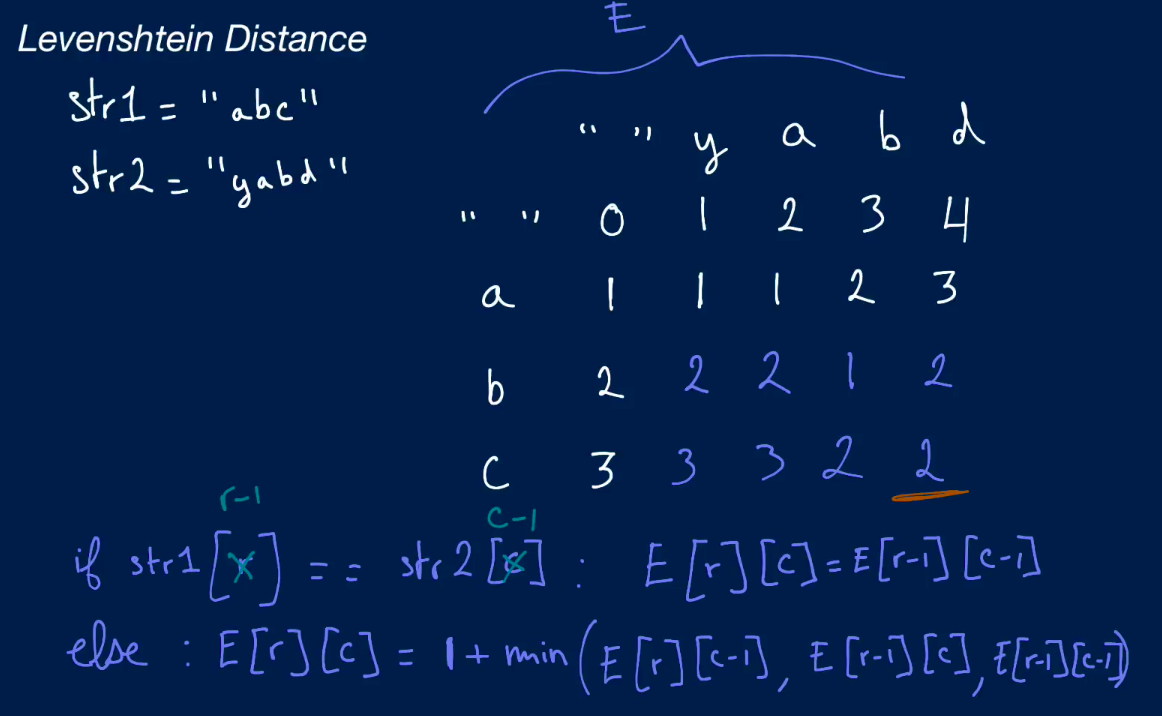 Levenshtein Distance
str1 = "abc"
str2 = "yabd"
E
" " y a b d
" " 0 1 2 3 4
a 1 1 1 2 3
b 2 2 2 1 2
c 3 3 3 2 2
r-1 c-1
if str1[r] == str2[c] : E[r][c] = E[r-1][c-1]
else : E[r][c] = 1 + min(E[r][c-1], E[r-1][c], E[r-1][c-1])